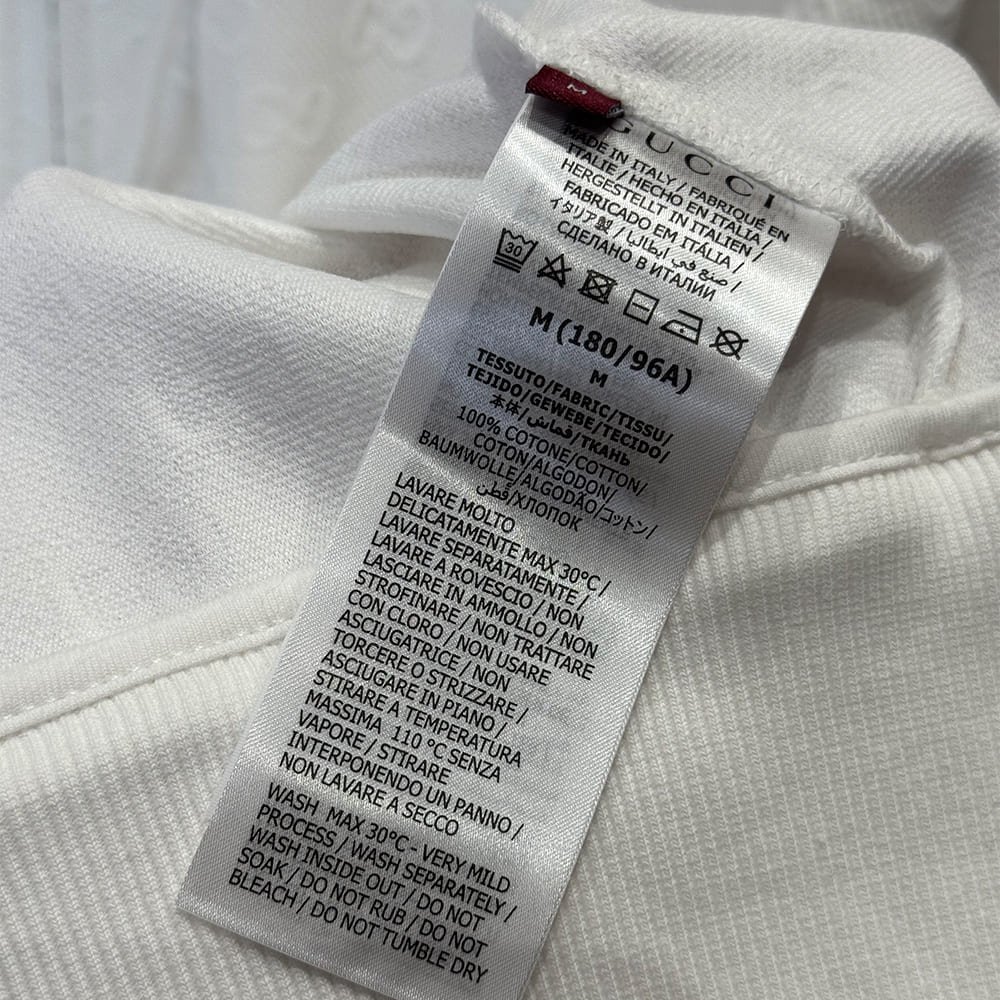 M
GUCCI
MADE IN ITALY / FABRIQUÉ EN
ITALIE / HECHO EN ITALIA /
HERGESTELLT IN ITALIEN /
FABRICADO EM ITÁLIA /
イタリア製 / صنع في ايطاليا /
СДЕЛАНО В ИТАЛИИ
30
M (180/96A)
M
TESSUTO/FABRIC/TISSU/
TEJIDO/GEWEBE/TECIDO/
本体/قماش/ТКАНЬ
100% COTONE/COTTON/
COTON/ALGODON/
BAUMWOLLE/ALGODÃO/コットン/
قطن/ХЛОПОК
LAVARE MOLTO
DELICATAMENTE MAX 30°C /
LAVARE SEPARATAMENTE /
LAVARE A ROVESCIO / NON
LASCIARE IN AMMOLLO / NON
STROFINARE / NON TRATTARE
CON CLORO / NON USARE
ASCIUGATRICE / NON
TORCERE O STRIZZARE /
ASCIUGARE IN PIANO /
STIRARE A TEMPERATURA
MASSIMA 110 °C SENZA
VAPORE / STIRARE
INTERPONENDO UN PANNO /
NON LAVARE A SECCO
WASH MAX 30°C - VERY MILD
PROCESS / WASH SEPARATELY /
WASH INSIDE OUT / DO NOT
SOAK / DO NOT RUB / DO NOT
BLEACH / DO NOT TUMBLE DRY